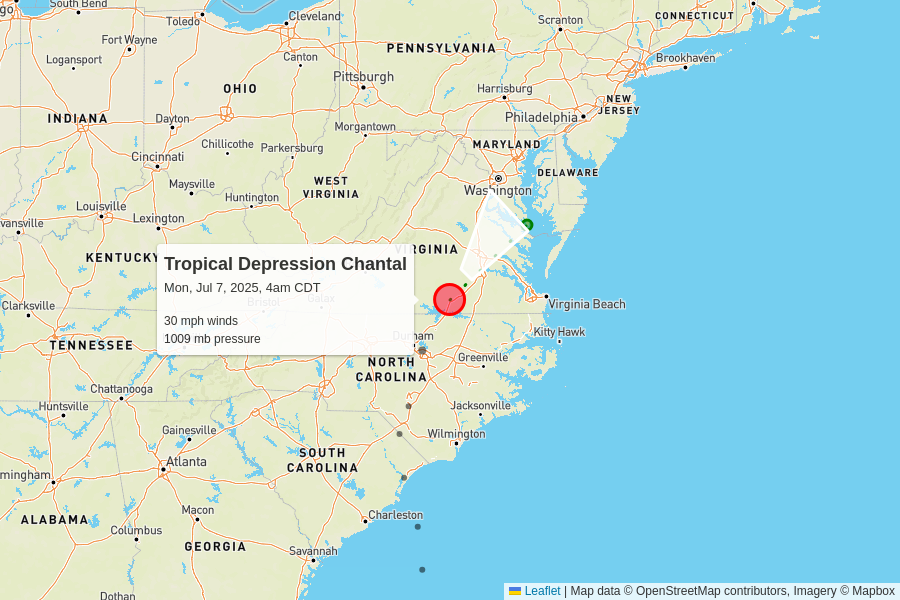 South Bend
Toledo
Cleveland
Scranton
CONNECTICUT
Fort Wayne
Logansport
Canton
PENNSYLVANIA
Brookhaven
Pittsburgh
OHIO
Harrisburg
NEW
JERSEY
INDIANA
Dayton
Philadelphia
Morgantown
Chillicothe
Parkersburg
MARYLAND
Cincinnati
DELAWARE
Maysville
WEST
VIRGINIA
Washington
Huntington
Louisville
Lexington
VIRGINIA
KENTUCKY
Tropical Depression Chantal
Mon, Jul 7, 2025, 4am CDT
30 mph winds
1009 mb pressure
Bristol
Galax
Clarksville
Virginia Beach
Kitty Hawk
Durham
TENNESSEE
Greenville
NORTH
CAROLINA
Chattanooga
Huntsville
Jacksonville
Gainesville
Wilmington
Atlanta
SOUTH
CAROLINA
mingham
Macon
Charleston
ALABAMA
Columbus
GEORGIA
Savannah
Dothan
Leaflet | Map data © OpenStreetMap contributors, Imagery © Mapbox